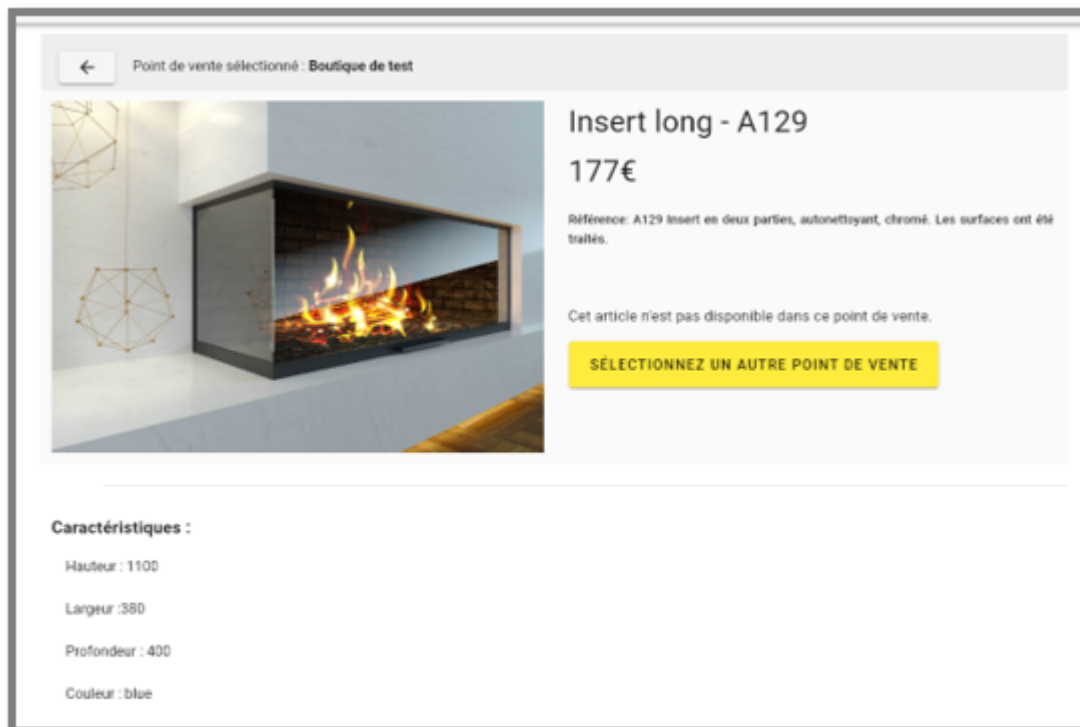 Point de vente sélectionné : Boutique de test
Insert long - A129
177€
Référence: A129 Insert en deux parties, autonettoyant, chromé. Les surfaces ont été
traités.
Cet article n'est pas disponible dans ce point de vente.
SÉLECTIONNEZ UN AUTRE POINT DE VENTE
Caractéristiques :
Hauteur : 1100
Largeur :380
Profondeur : 400
Couleur : blue